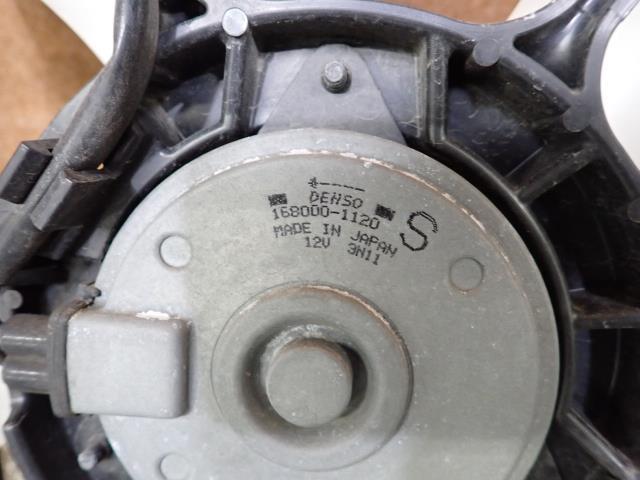 DENSO
168000-1120
S
MADE IN JAPAN
12V 3N11